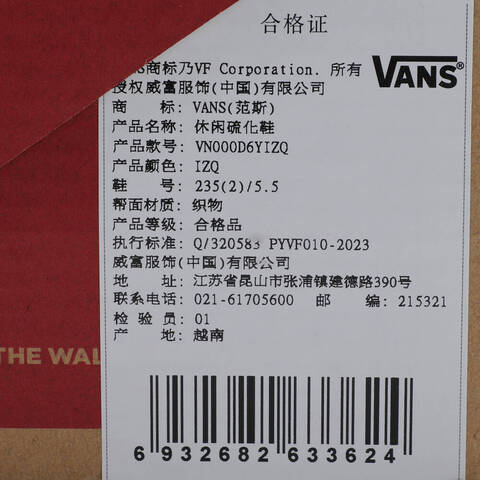 合格证
VANS®
S商标乃VF Corporation. 所有
授权威富服饰(中国)有限公司
商 标: VANS(范斯)
产品名称: 休闲硫化鞋
产品款号: VN000D6YIZQ
产品颜色: IZQ
鞋 号: 235(2)/5.5
帮面材质: 织物
产品等级: 合格品
执行标准: Q/320583 PYVF010-2023
威富服饰(中国)有限公司
地 址: 江苏省昆山市张浦镇建德路390号
联系电话: 021-61705600 邮 编: 215321
检 验 员: 01
产 地: 越南
THE WAL
6 932682 633624